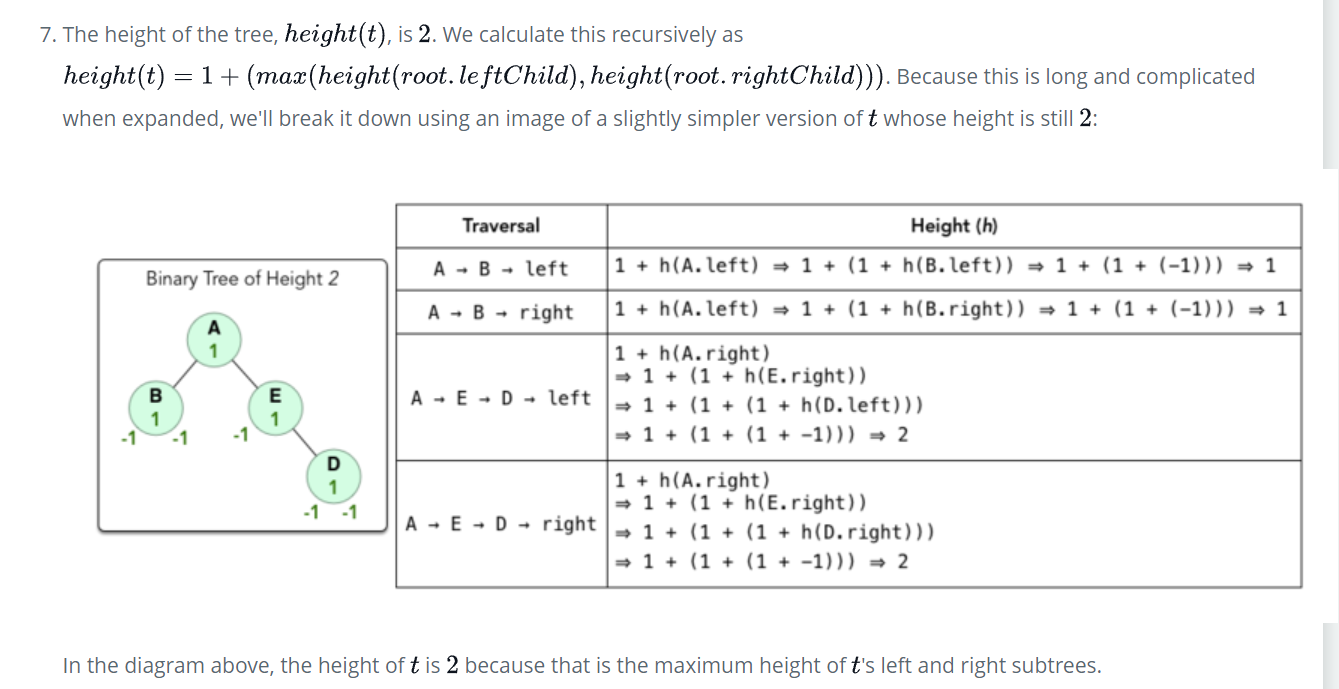 7. The height of the tree, height(t), is 2. We calculate this recursively as
height(t) = 1 + (max(height(root.leftChild), height(root.rightChild))). Because this is long and complicated
when expanded, we'll break it down using an image of a slightly simpler version of t whose height is still 2:
Binary Tree of Height 2
A
1
B
1
E
1
-1 -1 -1
D
1
-1 -1
Traversal Height (h)
A → B → left 1 + h(A.left) ⇒ 1 + (1 + h(B.left)) ⇒ 1 + (1 + (-1))) ⇒ 1
A → B → right 1 + h(A.left) ⇒ 1 + (1 + h(B.right)) ⇒ 1 + (1 + (-1))) ⇒ 1
A → E → D → left
1 + h(A.right)
⇒ 1 + (1 + h(E.right))
⇒ 1 + (1 + (1 + h(D.left)))
⇒ 1 + (1 + (1 + -1))) ⇒ 2
A → E → D → right
1 + h(A.right)
⇒ 1 + (1 + h(E.right))
⇒ 1 + (1 + (1 + h(D.right)))
⇒ 1 + (1 + (1 + -1))) ⇒ 2
In the diagram above, the height of t is 2 because that is the maximum height of t's left and right subtrees.